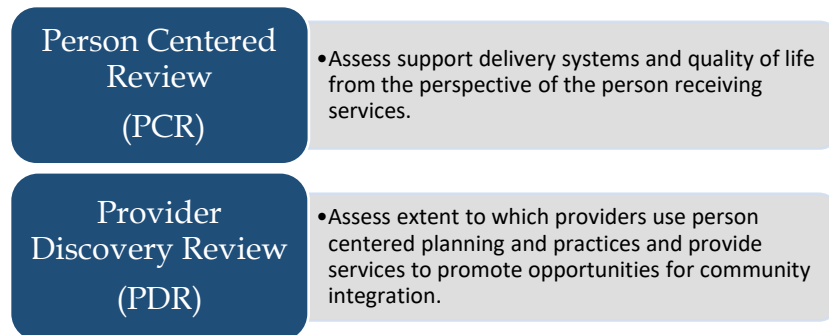 Person Centered
Review
(PCR)
•Assess support delivery systems and quality of life
from the perspective of the person receiving
services.
Provider
Discovery Review
(PDR)
•Assess extent to which providers use person
centered planning and practices and provide
services to promote opportunities for community
integration.